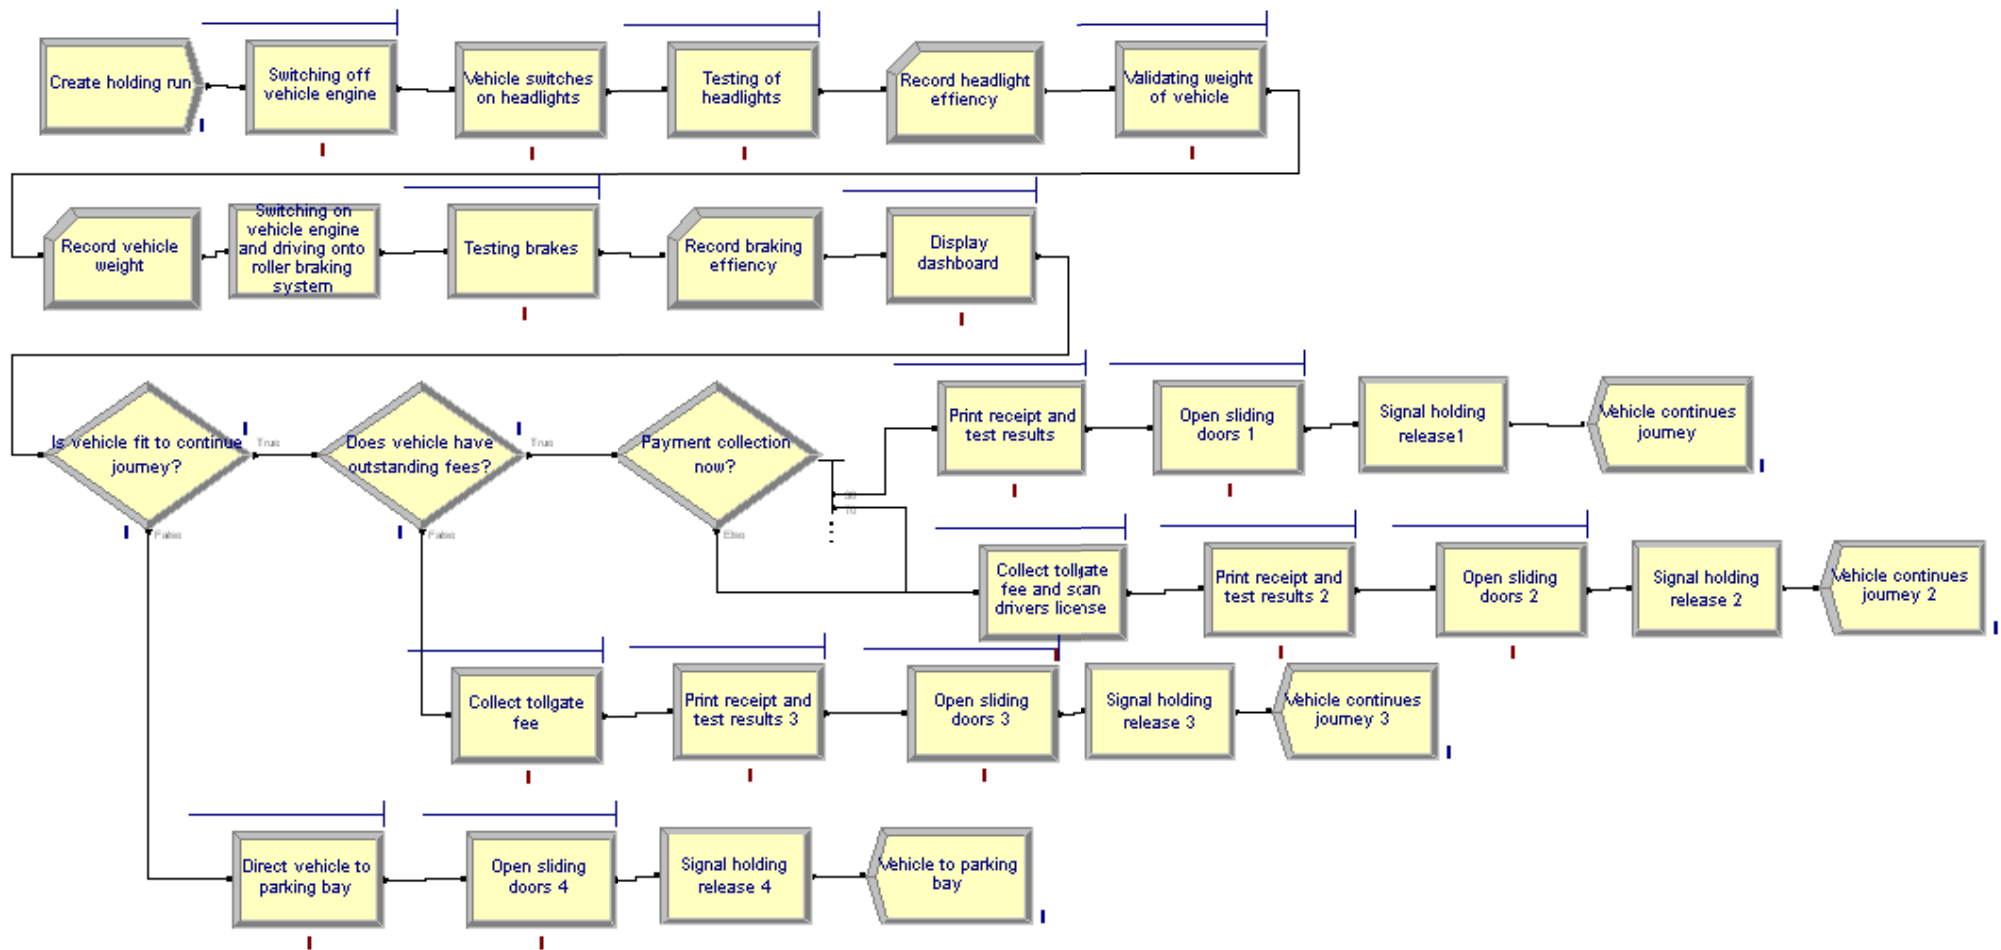 Create holding run
Switching off
vehicle engine
Vehicle switches
on headlights
Testing of
headlights
Record headlight
effiency
Validating weight
of vehicle
Record vehicle
weight
Switching on
vehicle engine
and driving onto
roller braking
system
Testing brakes
Record braking
effiency
Display
dashboard
Is vehicle fit to continue
journey?
True
False
Does vehicle have
outstanding fees?
True
False
Payment collection
now?
Else
Print receipt and
test results
Open sliding
doors 1
Signal holding
release1
Vehicle continues
journey
Collect tollgate
fee and scan
drivers license
Print receipt and
test results 2
Open sliding
doors 2
Signal holding
release 2
Vehicle continues
journey 2
Collect tollgate
fee
Print receipt and
test results 3
Open sliding
doors 3
Signal holding
release 3
Vehicle continues
journey 3
Direct vehicle to
parking bay
Open sliding
doors 4
Signal holding
release 4
Vehicle to parking
bay